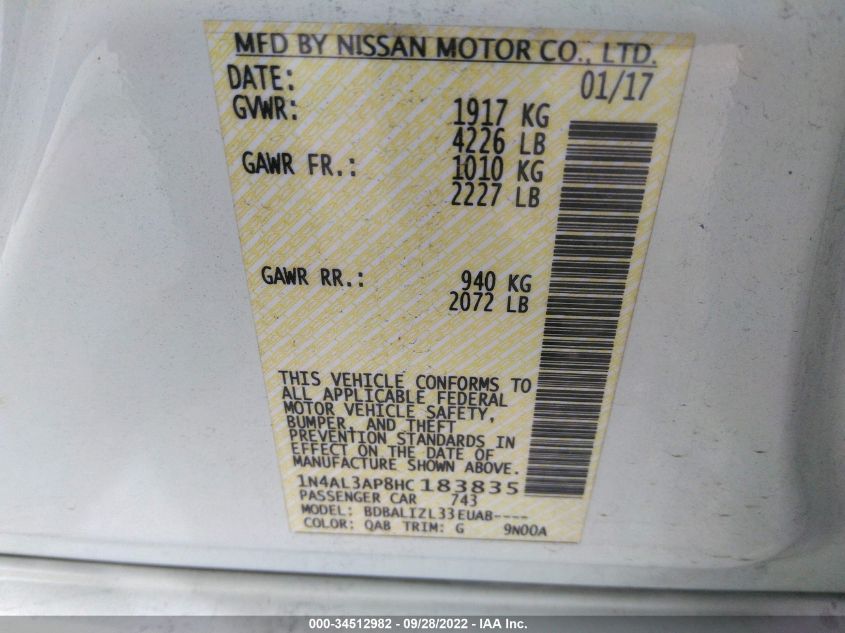 MFD BY NISSAN MOTOR CO., LTD.
DATE: 01/17
GVWR: 1917 KG
4226 LB
GAWR FR.: 1010 KG
2227 LB
GAWR RR.: 940 KG
2072 LB
THIS VEHICLE CONFORMS TO
ALL APPLICABLE FEDERAL
MOTOR VEHICLE SAFETY,
BUMPER, AND THEFT
PREVENTION STANDARDS IN
EFFECT ON THE DATE OF
MANUFACTURE SHOWN ABOVE.
1N4AL3AP8HC183835
PASSENGER CAR 743
MODEL: BDBALIZL33EUAB----
COLOR: QAB TRIM: G 9N00A
000-34512982 - 09/28/2022 - IAA Inc.